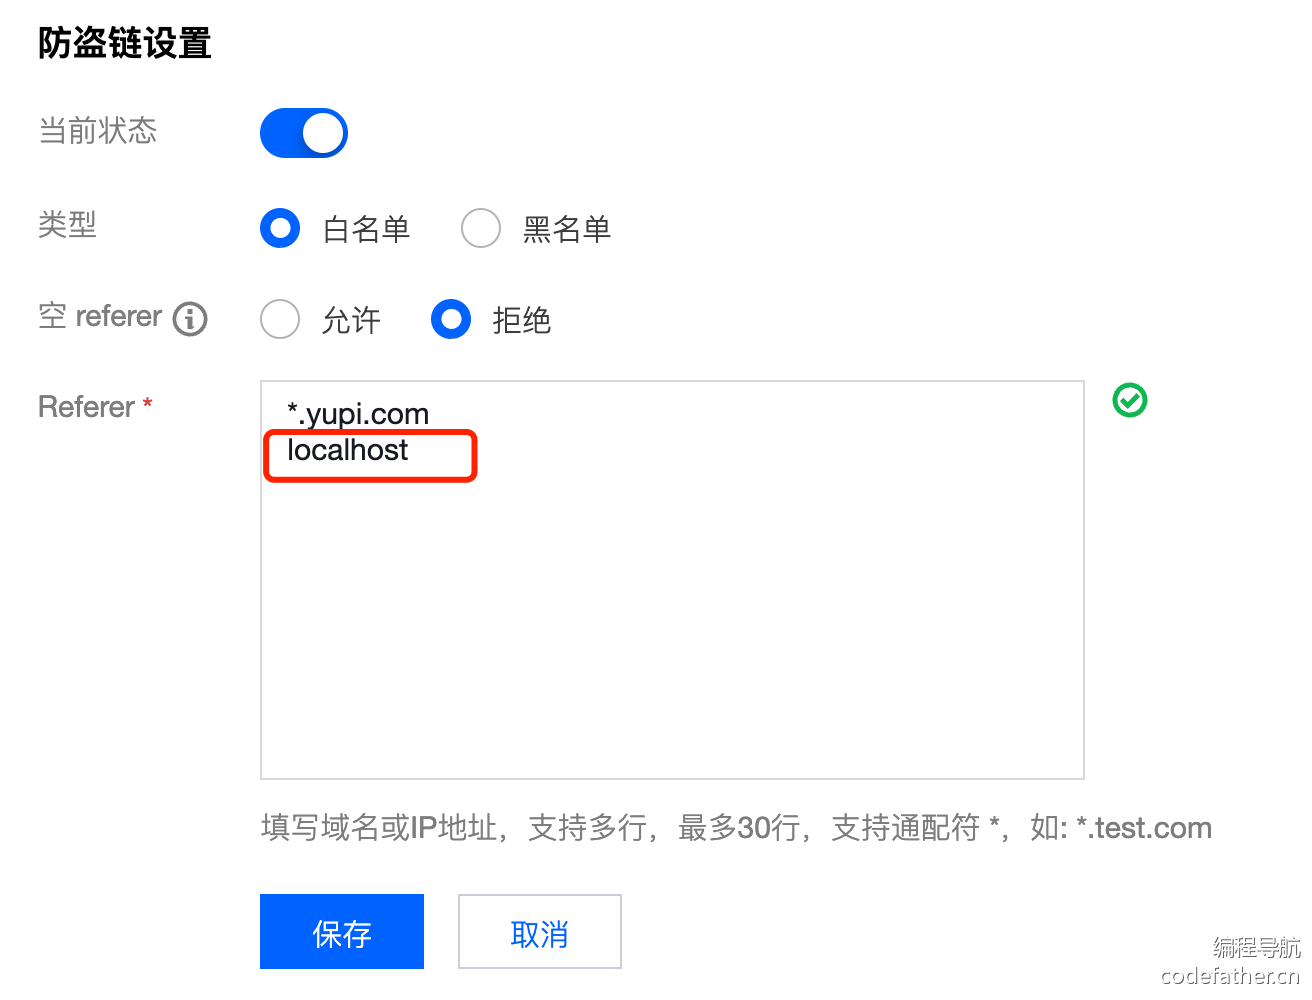 防盗链设置
当前状态
类型 白名单 黑名单
空 referer 允许 拒绝
Referer * *.yupi.com
localhost
填写域名或IP地址，支持多行，最多30行，支持通配符 *，如: *.test.com
保存 取消
编程导航
codefather.cn